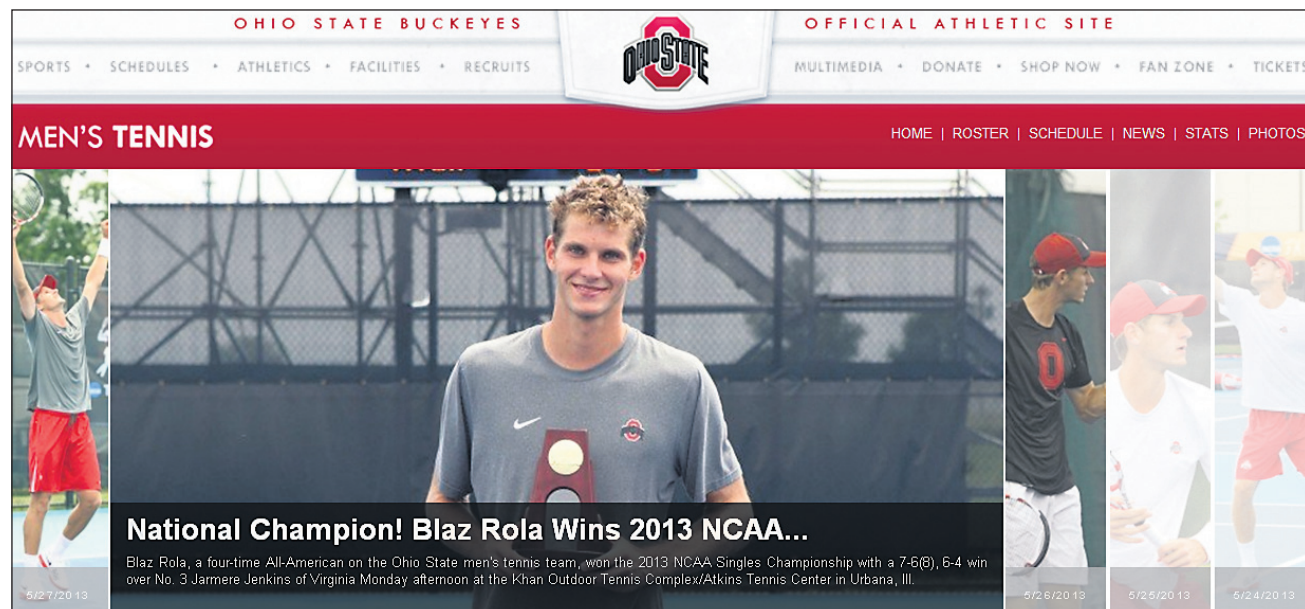 OHIO STATE BUCKEYES
OHIO STATE
OFFICIAL ATHLETIC SITE
SPORTS • SCHEDULES • ATHLETICS • FACILITIES • RECRUITS
MULTIMEDIA • DONATE • SHOP NOW • FAN ZONE • TICKETS
MEN'S TENNIS
HOME | ROSTER | SCHEDULE | NEWS | STATS | PHOTOS
National Champion! Blaz Rola Wins 2013 NCAA...
Blaz Rola, a four-time All-American on the Ohio State men's tennis team, won the 2013 NCAA Singles Championship with a 7-6(8), 6-4 win
over No. 3 Jarmere Jenkins of Virginia Monday afternoon at the Khan Outdoor Tennis Complex/Atkins Tennis Center in Urbana, Ill.
5/27/2013
5/26/2013
5/25/2013
5/24/2013